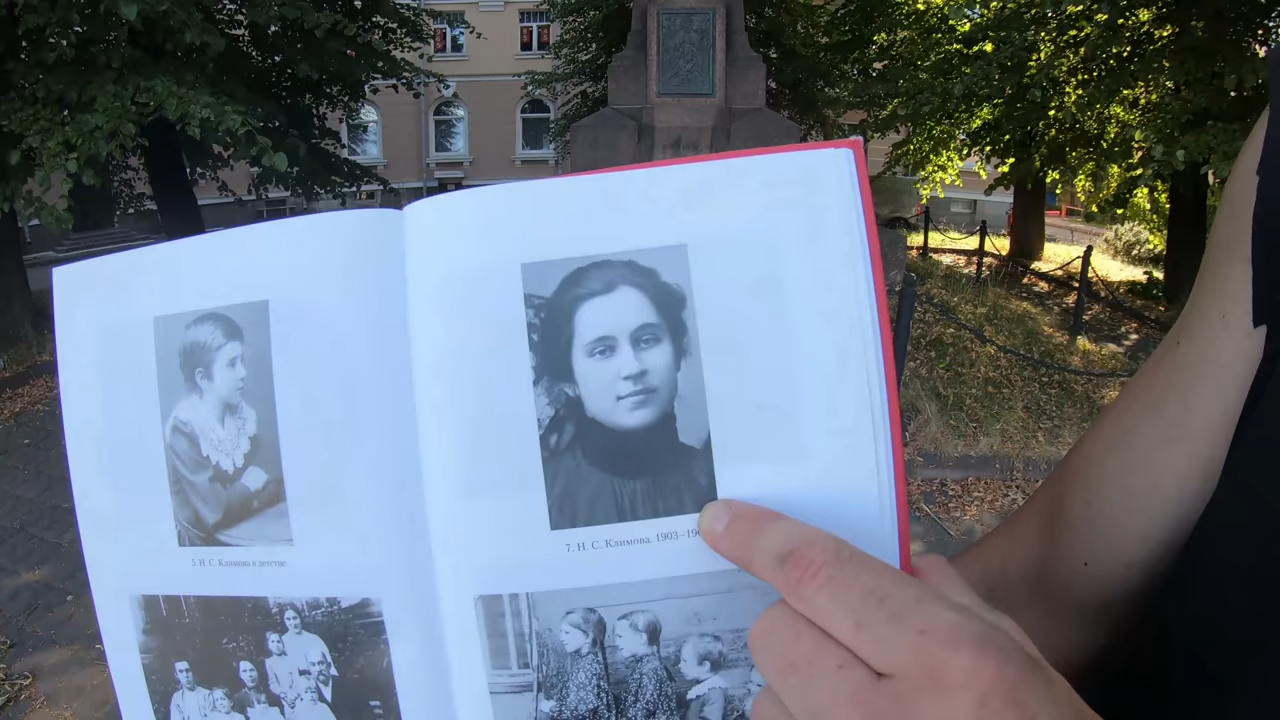 5. Н. С. Климова в детстве
7. Н. С. Климова. 1903–190